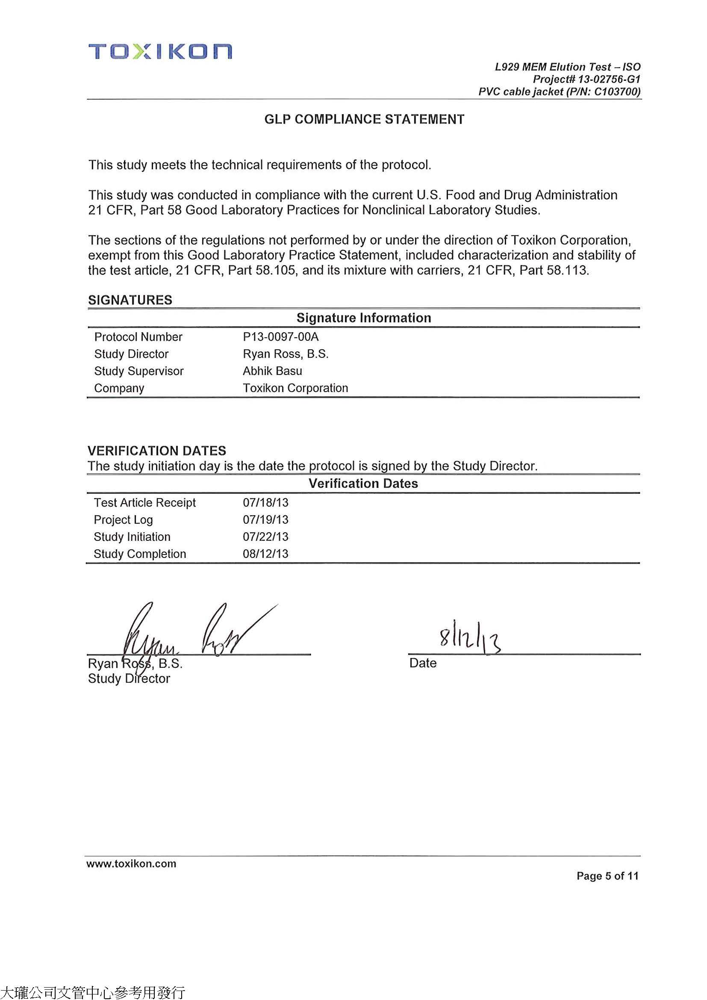 TOXIKON
L929 MEM Elution Test – ISO
Project# 13-02756-G1
PVC cable jacket (P/N: C103700)
GLP COMPLIANCE STATEMENT
This study meets the technical requirements of the protocol.
This study was conducted in compliance with the current U.S. Food and Drug Administration
21 CFR, Part 58 Good Laboratory Practices for Nonclinical Laboratory Studies.
The sections of the regulations not performed by or under the direction of Toxikon Corporation,
exempt from this Good Laboratory Practice Statement, included characterization and stability of
the test article, 21 CFR, Part 58.105, and its mixture with carriers, 21 CFR, Part 58.113.
SIGNATURES
Signature Information
Protocol Number P13-0097-00A
Study Director Ryan Ross, B.S.
Study Supervisor Abhik Basu
Company Toxikon Corporation
VERIFICATION DATES
The study initiation day is the date the protocol is signed by the Study Director.
Verification Dates
Test Article Receipt 07/18/13
Project Log 07/19/13
Study Initiation 07/22/13
Study Completion 08/12/13
Ryan Ross 8/12/13
Ryan Ross, B.S. Date
Study Director
www.toxikon.com
Page 5 of 11
大瓏公司文管中心參考用發行